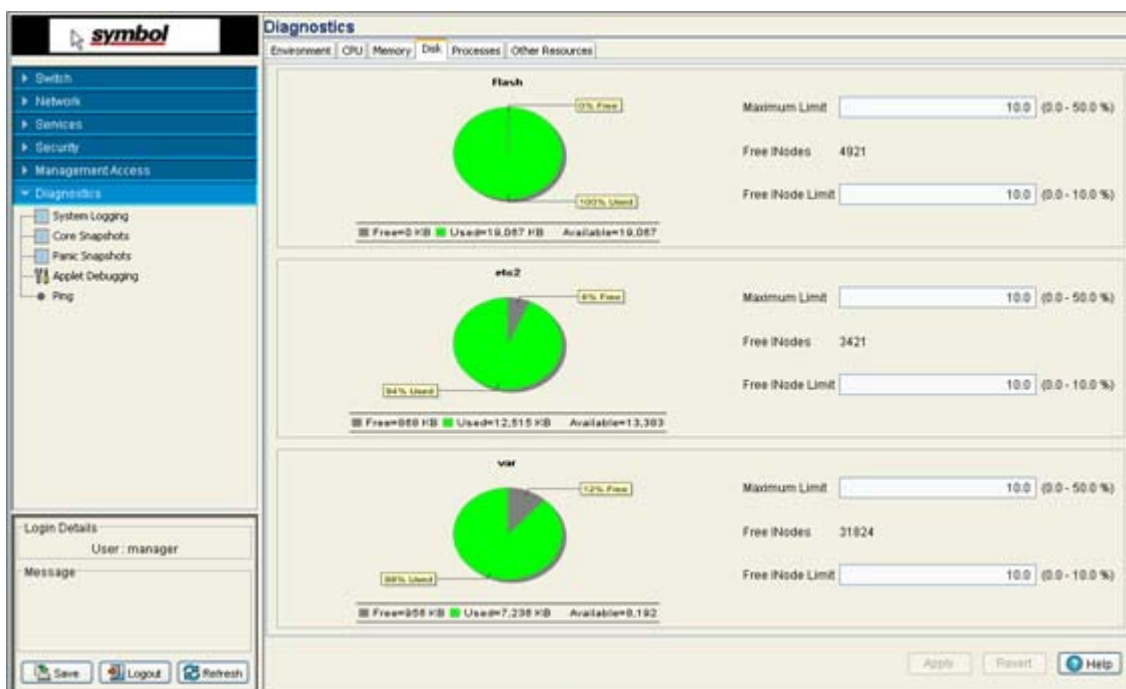 symbol
Switch
Network
Services
Security
Management Access
Diagnostics
System Logging
Core Snapshots
Panic Snapshots
Applet Debugging
Ping
Login Details
User : manager
Message
Save
Logout
Refresh
Diagnostics
Environment CPU Memory Disk Processes Other Resources
Flash
0% Free
100% Used
Free=0 KB Used=19,087 KB Available=19,087
Maximum Limit 10.0 (0.0 - 50.0 %)
Free INodes 4921
Free INode Limit 10.0 (0.0 - 10.0 %)
etc2
6% Free
94% Used
Free=868 KB Used=12,515 KB Available=13,383
Maximum Limit 10.0 (0.0 - 50.0 %)
Free INodes 3421
Free INode Limit 10.0 (0.0 - 10.0 %)
var
12% Free
88% Used
Free=956 KB Used=7,236 KB Available=8,192
Maximum Limit 10.0 (0.0 - 50.0 %)
Free INodes 31824
Free INode Limit 10.0 (0.0 - 10.0 %)
Apply Revert Help